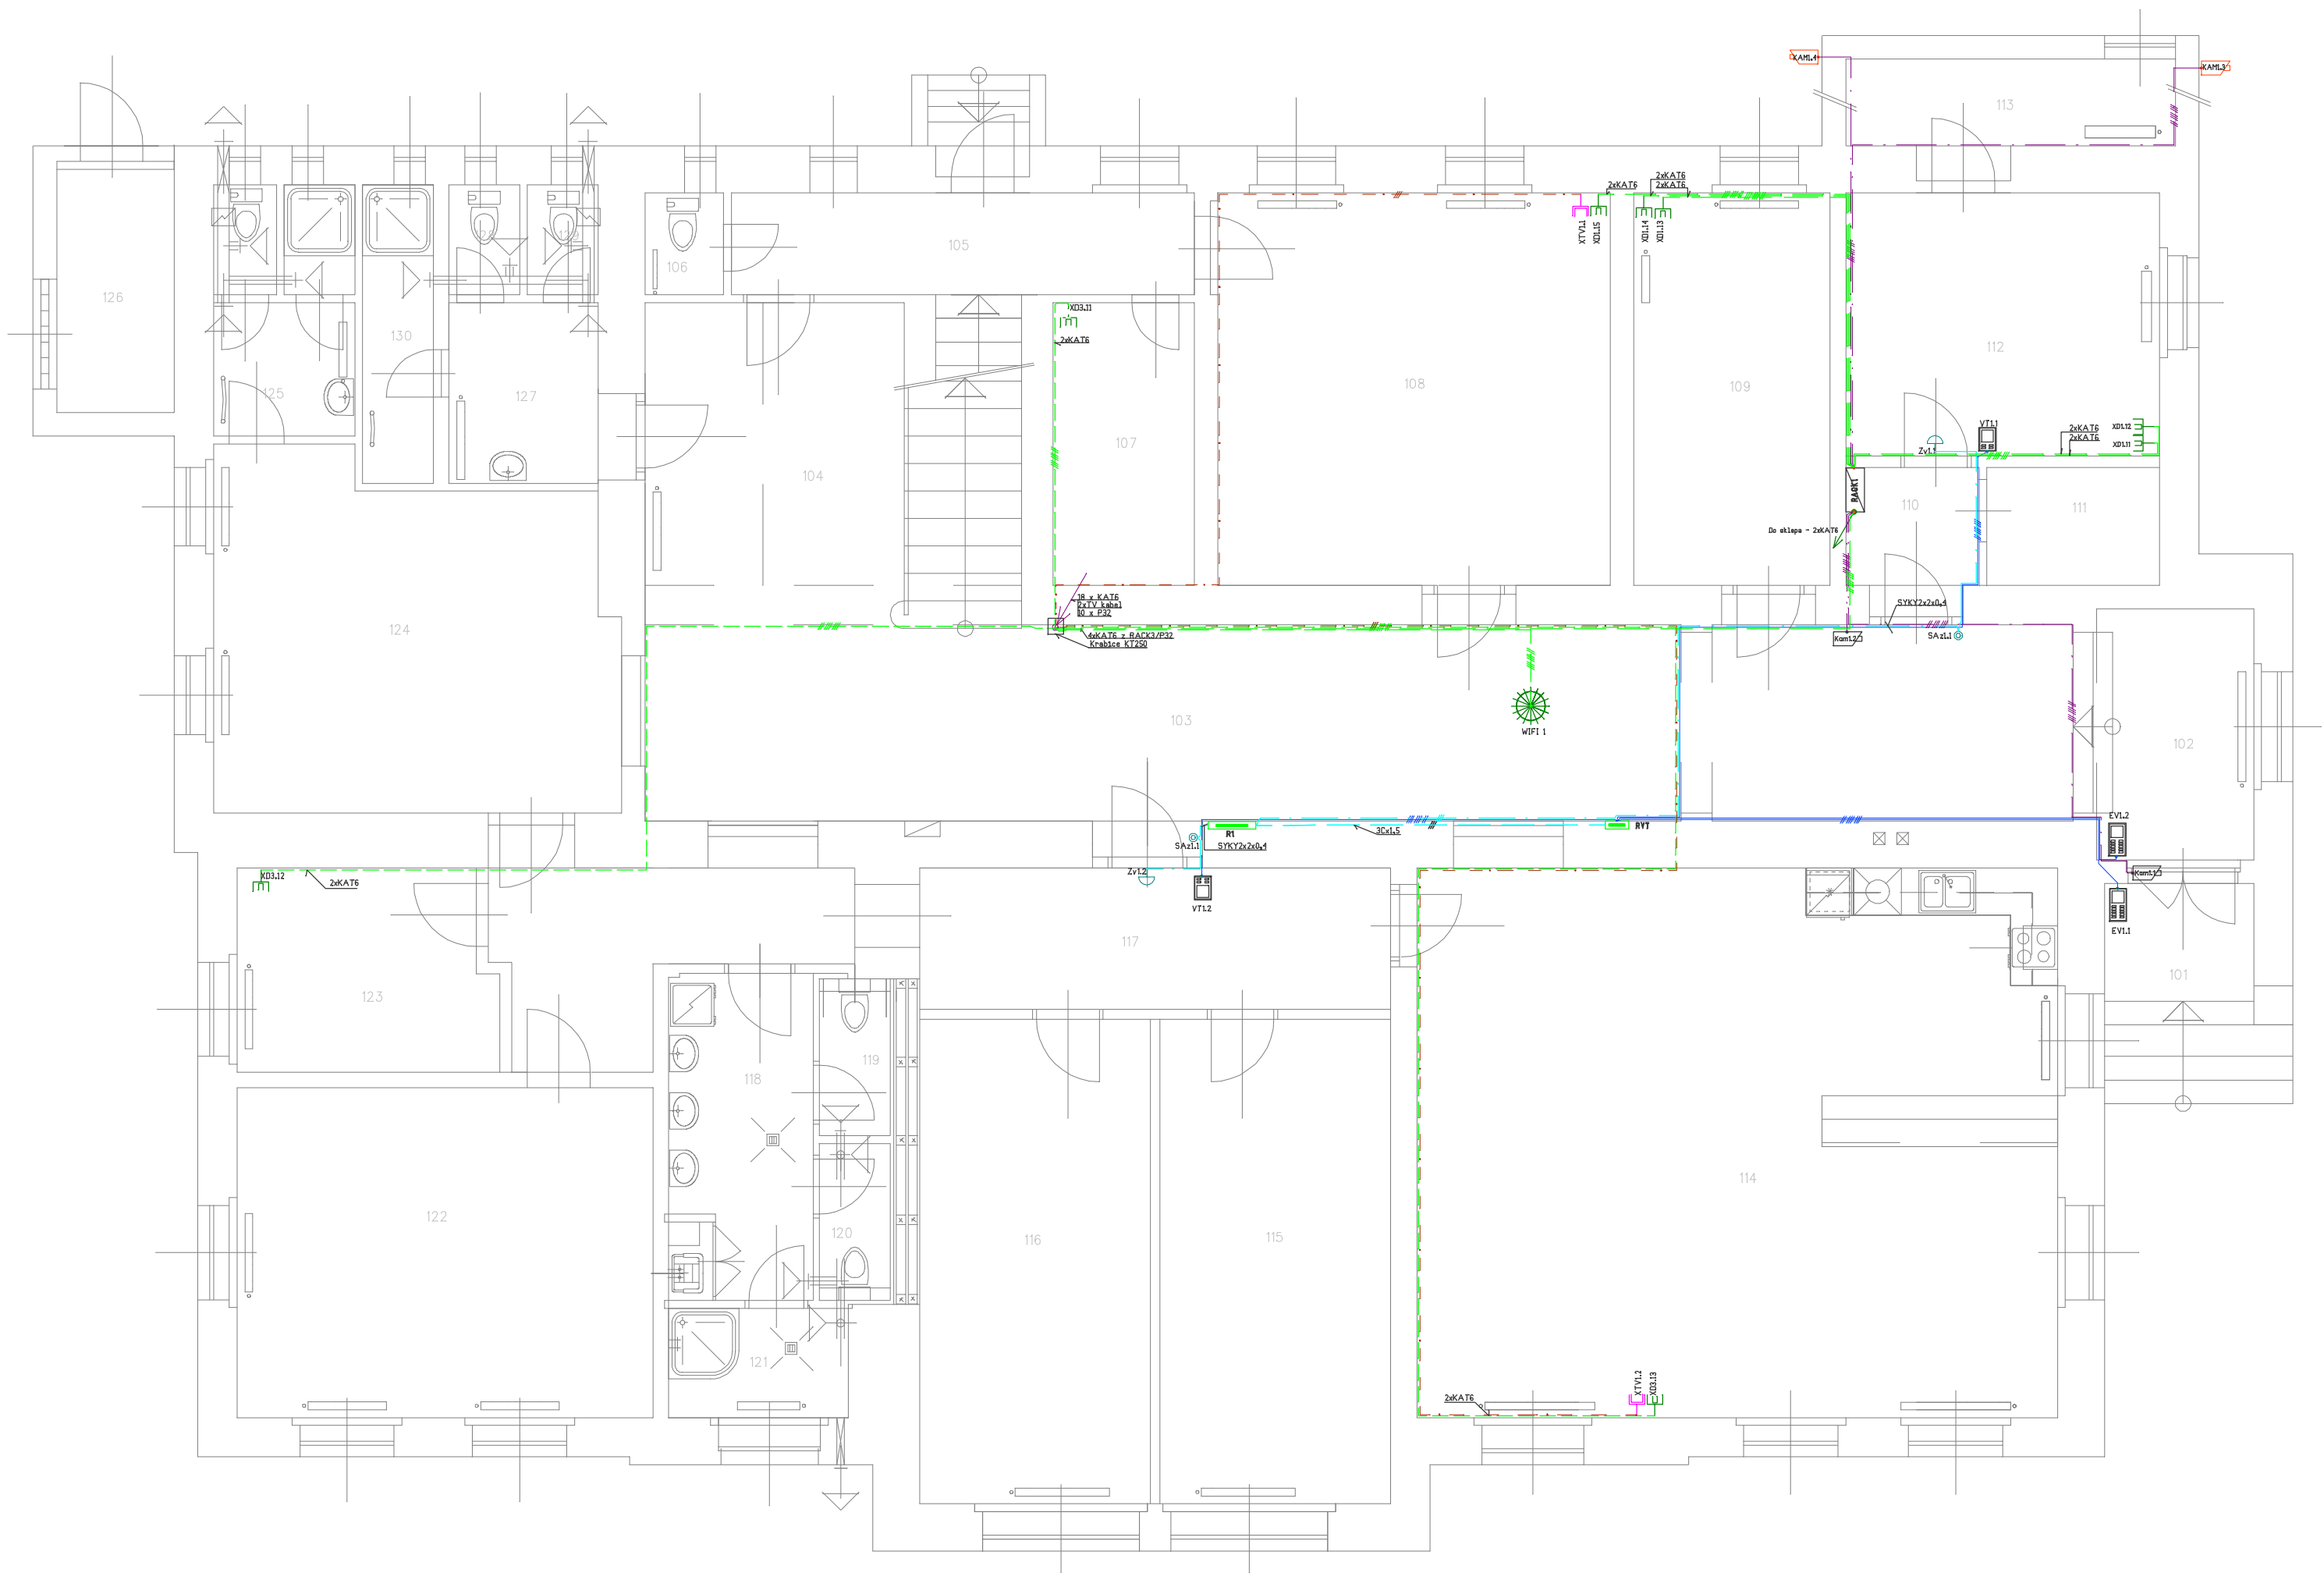 KAM1.4
KAM1.3
113
2xKAT6
2xKAT6
2xKAT6
XTV1.1
XD1.15
XD1.14
XD1.13
128
129
105
106
126
XD3.11
2xKAT6
130
112
108
109
125
127
VT1.1
2xKAT6
2xKAT6
XD1.12
XD1.11
Zv1.1
107
104
RACK1
110
111
Do sklepa - 2xKAT6
18 x KAT6
2xTV kabel
10 x P32
4xKAT6 z RACK3/P32
Krabice KT250
SYKY2x2x0,4
Kam1.2
SAz1.1
124
103
WIFI 1
102
EV1.2
R1
3Cx1.5
RV1
SAz1.1
SYKY2x2x0,4
Zv1.2
XD3.12
2xKAT6
VT1.2
Kam1.1
EV1.1
117
101
123
119
118
114
122
120
116
115
121
XTV1.2
XD3.13
2xKAT6